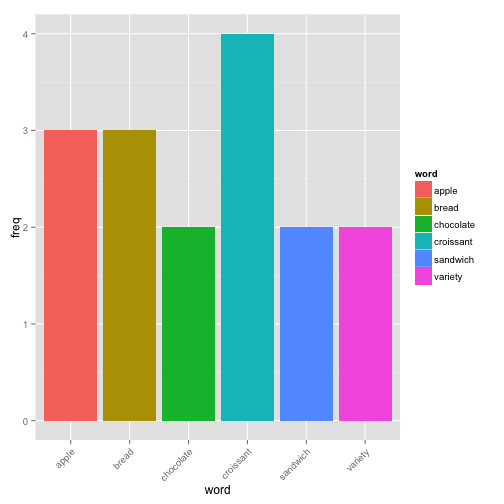 4
3
2
1
0
freq
apple
bread
chocolate
croissant
sandwich
variety
word
word
apple
bread
chocolate
croissant
sandwich
variety